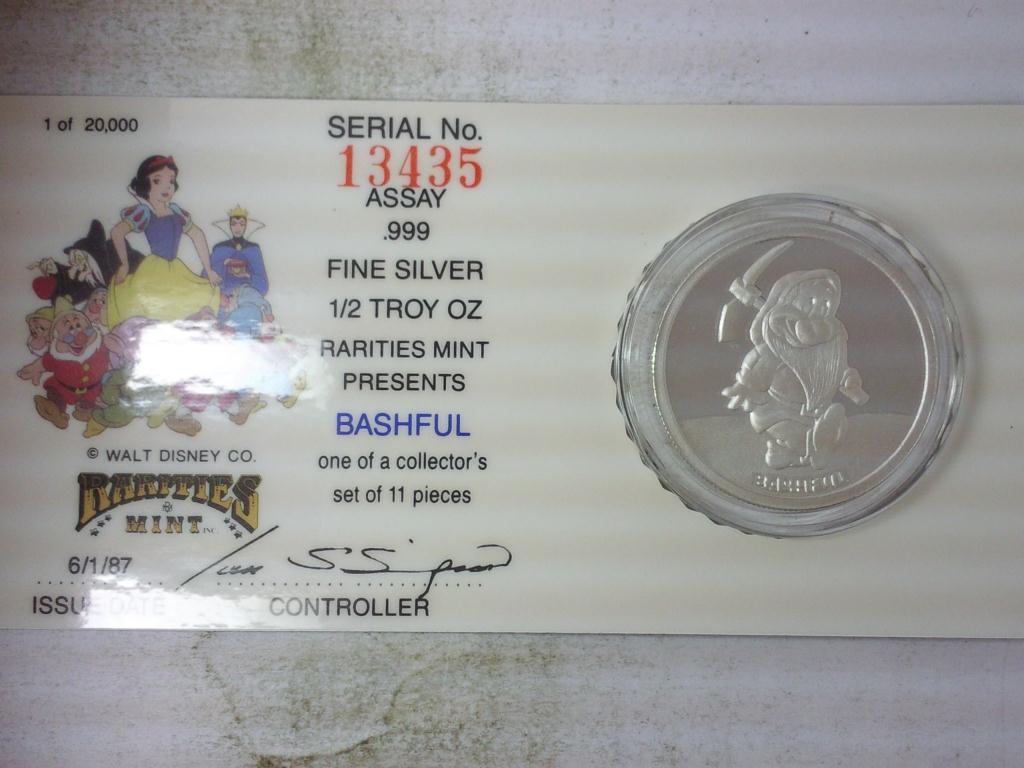 1 of 20,000
SERIAL No.
13435
ASSAY
.999
FINE SILVER
1/2 TROY OZ
RARITIES MINT
PRESENTS
BASHFUL
one of a collector's
set of 11 pieces
© WALT DISNEY CO.
RARITIES
MINT INC.
6/1/87
ISSUE DATE
CONTROLLER
BASHFUL